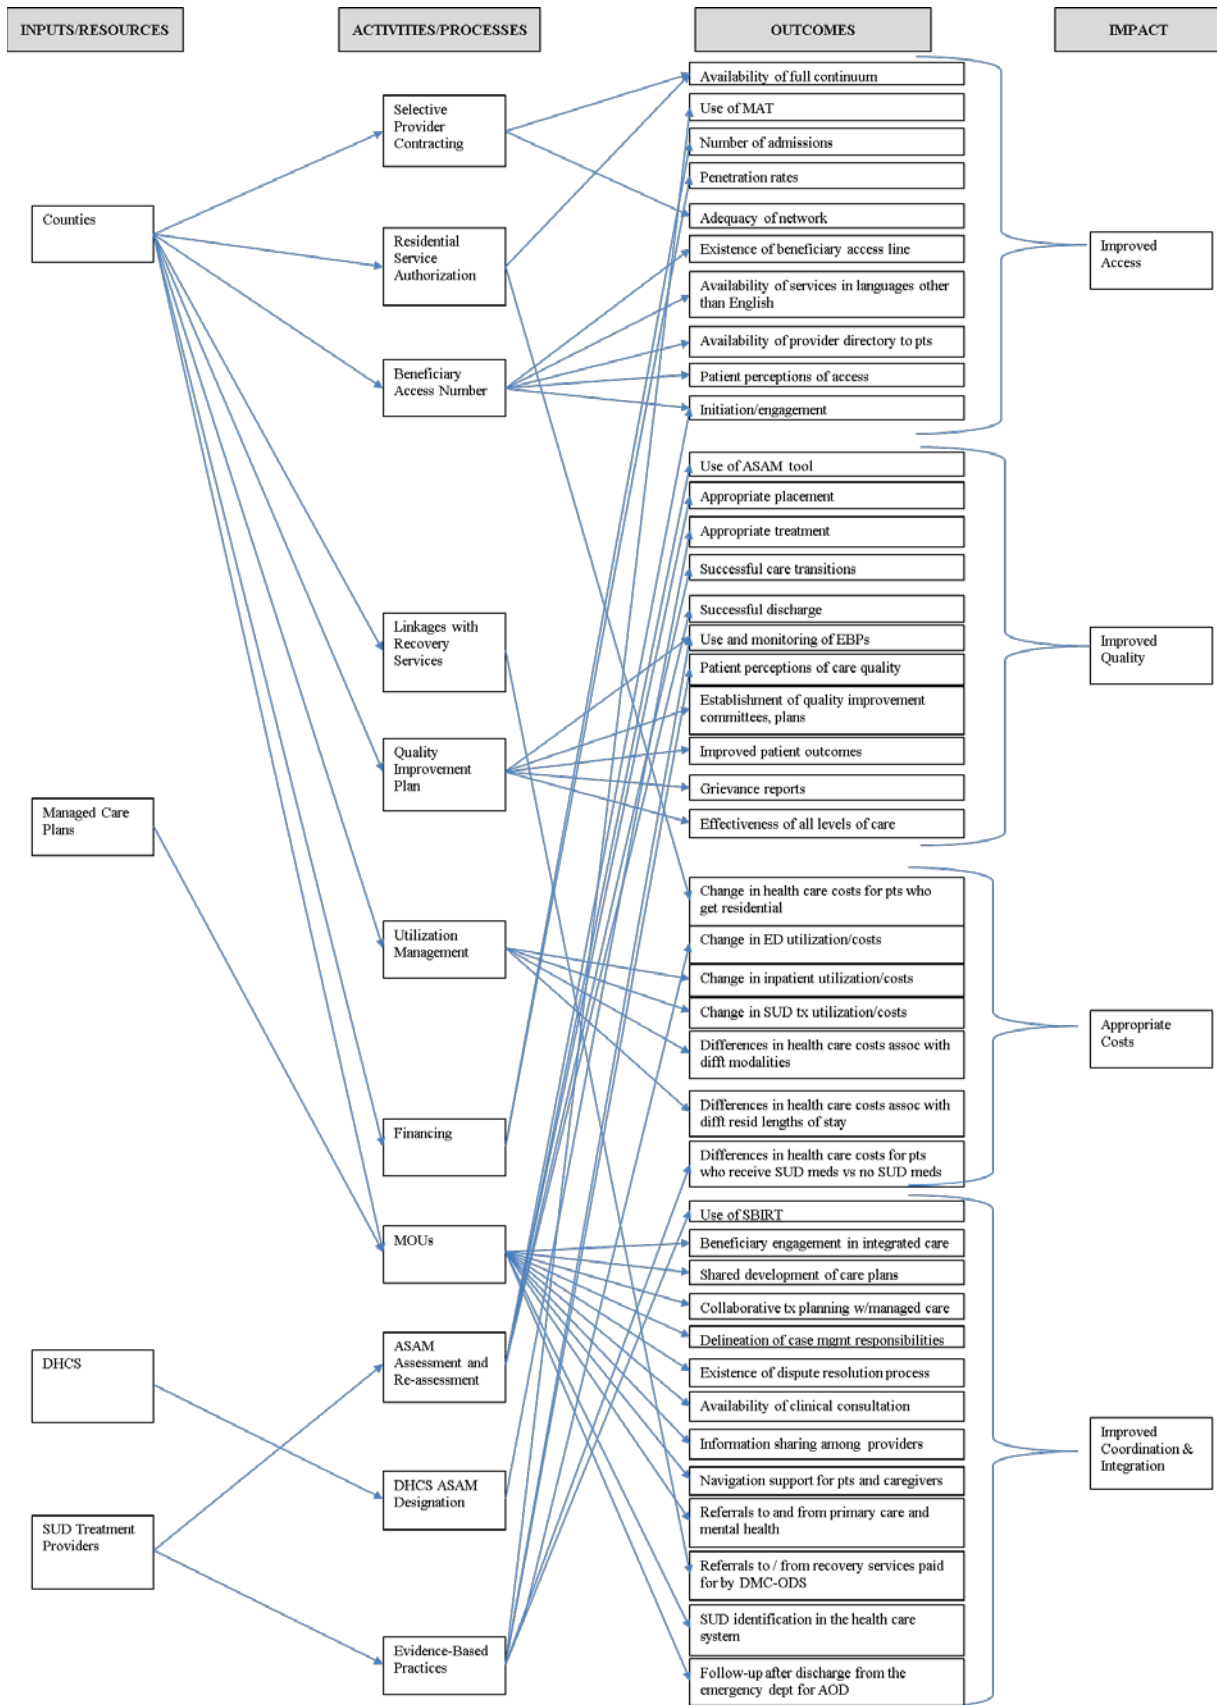 INPUTS/RESOURCES
ACTIVITIES/PROCESSES
OUTCOMES
IMPACT
Counties
Managed Care
Plans
DHCS
SUD Treatment
Providers
Selective
Provider
Contracting
Residential
Service
Authorization
Beneficiary
Access Number
Linkages with
Recovery
Services
Quality
Improvement
Plan
Utilization
Management
Financing
MOUs
ASAM
Assessment and
Re-assessment
DHCS ASAM
Designation
Evidence-Based
Practices
Availability of full continuum
Use of MAT
Number of admissions
Penetration rates
Adequacy of network
Existence of beneficiary access line
Availability of services in languages other
than English
Availability of provider directory to pts
Patient perceptions of access
Initiation/engagement
Use of ASAM tool
Appropriate placement
Appropriate treatment
Successful care transitions
Successful discharge
Use and monitoring of EBPs
Patient perceptions of care quality
Establishment of quality improvement
committees, plans
Improved patient outcomes
Grievance reports
Effectiveness of all levels of care
Change in health care costs for pts who
get residential
Change in ED utilization/costs
Change in inpatient utilization/costs
Change in SUD tx utilization/costs
Differences in health care costs assoc with
difft modalities
Differences in health care costs assoc with
difft resid lengths of stay
Differences in health care costs for pts
who receive SUD meds vs no SUD meds
Use of SBIRT
Beneficiary engagement in integrated care
Shared development of care plans
Collaborative tx planning w/managed care
Delineation of case mgmt responsibilities
Existence of dispute resolution process
Availability of clinical consultation
Information sharing among providers
Navigation support for pts and caregivers
Referrals to and from primary care and
mental health
Referrals to / from recovery services paid
for by DMC-ODS
SUD identification in the health care
system
Follow-up after discharge from the
emergency dept for AOD
Improved
Access
Improved
Quality
Appropriate
Costs
Improved
Coordination &
Integration